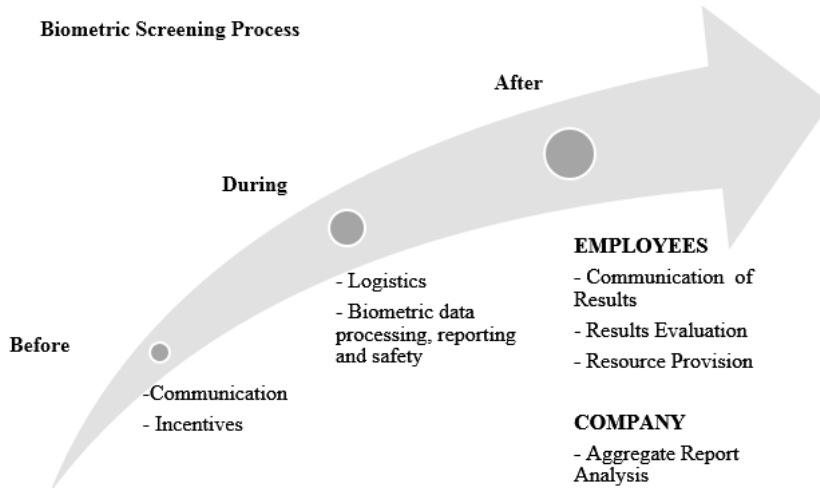 Biometric Screening Process
Before
-Communication
- Incentives
During
- Logistics
- Biometric data
processing, reporting
and safety
After
EMPLOYEES
- Communication of
Results
- Results Evaluation
- Resource Provision
COMPANY
- Aggregate Report
Analysis